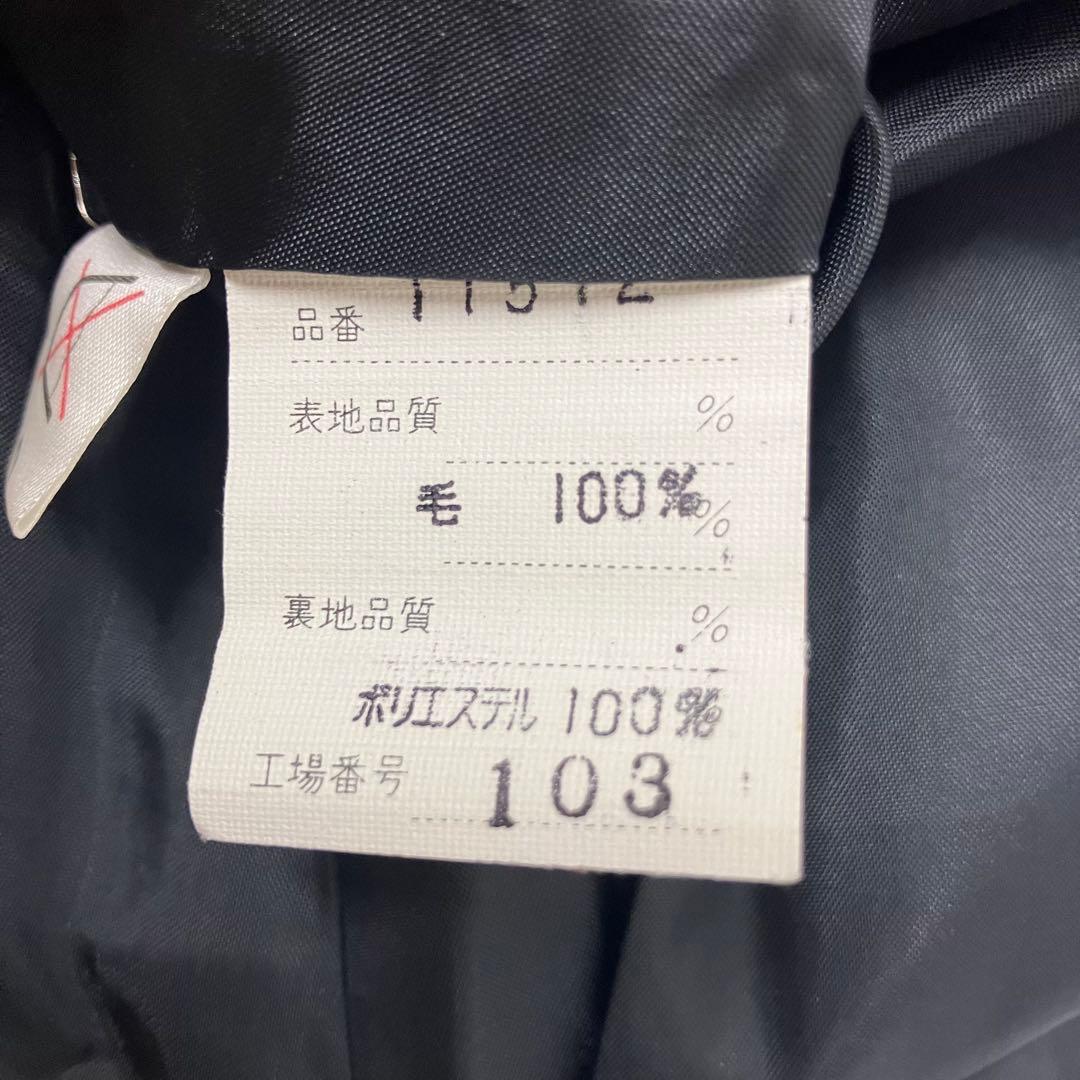 品番 11512
表地品質 %
毛 100% %
裏地品質 %
ポリエステル 100%
工場番号 103